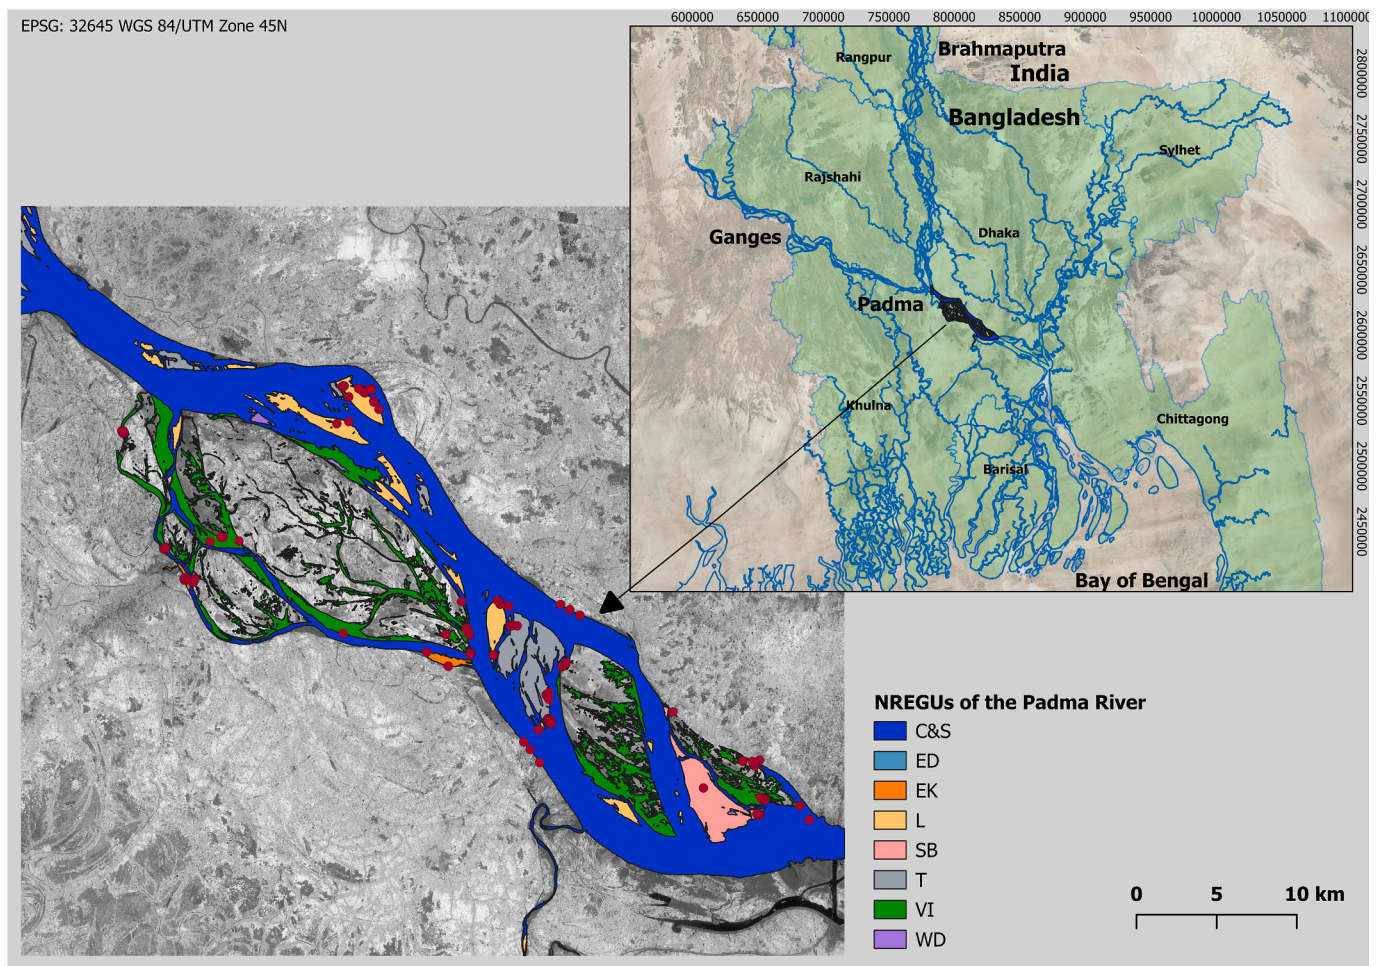 EPSG: 32645 WGS 84/UTM Zone 45N
600000 650000 700000 750000 800000 850000 900000 950000 1000000 1050000 110000
2800000
2750000
2700000
2650000
2600000
2550000
2500000
2450000
Brahmaputra
Rangpur
India
Bangladesh
Sylhet
Rajshahi
Ganges
Dhaka
Padma
Khulna
Chittagong
Barisal
Bay of Bengal
NREGUs of the Padma River
C&S
ED
EK
L
SB
T
VI
WD
0 5 10 km